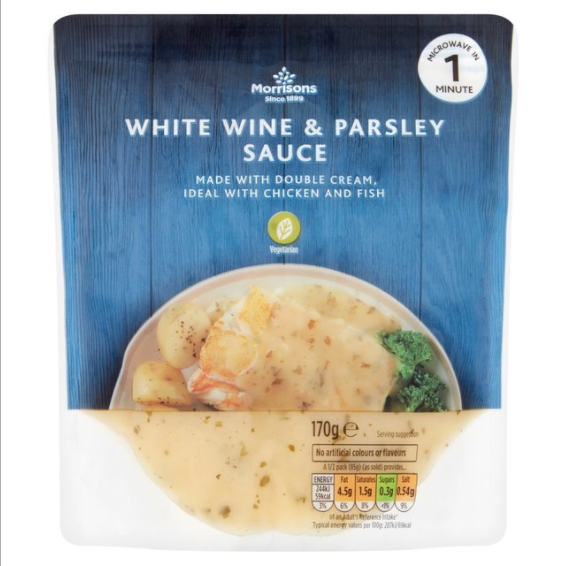 MICROWAVE IN
1
MINUTE
Morrisons
Since 1899
WHITE WINE & PARSLEY
SAUCE
MADE WITH DOUBLE CREAM,
IDEAL WITH CHICKEN AND FISH
Vegetarian
170g e
Serving suggestion
No artificial colours or flavours
A 1/2 pack (85g) (as sold) provides...
ENERGY Fat Saturates Sugars Salt
244kJ
59kcal 4.5g 1.5g 0.3g 0.54g
3% 6% 8% <1% 9%
of an adult's Reference Intake*
Typical energy values per 100g: 287kJ/69kcal